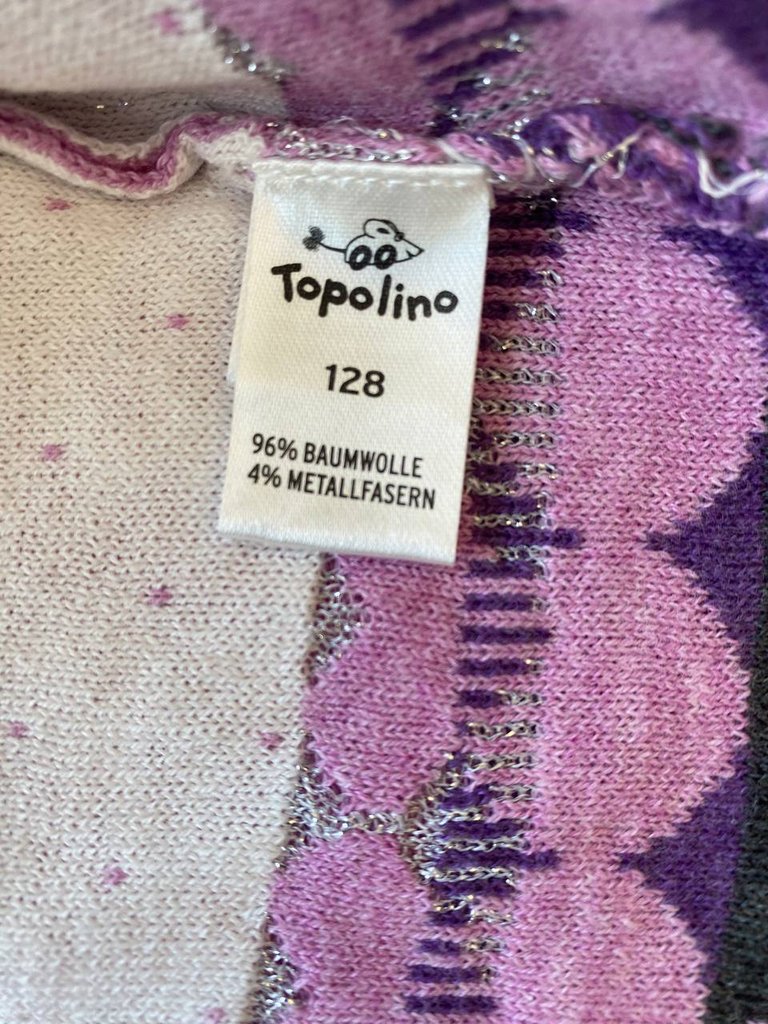 Topolino
128
96% BAUMWOLLE
4% METALLFASERN